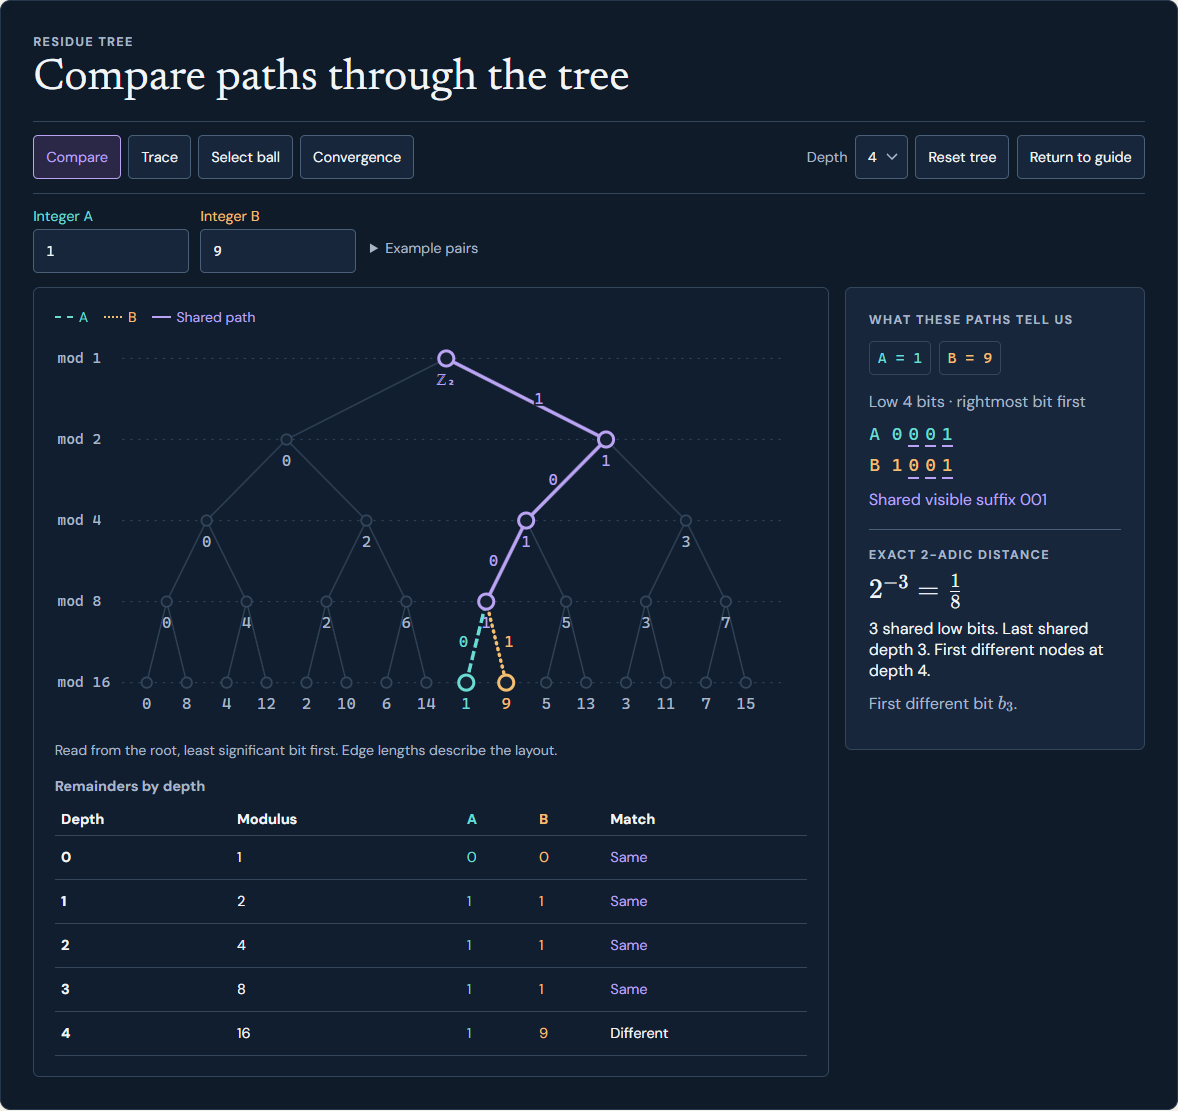 RESIDUE TREE
Compare paths through the tree
Compare Trace Select ball Convergence Depth 4 Reset tree Return to guide
Integer A Integer B
1 9 ▶ Example pairs
A B Shared path
mod 1
ℤ₂
1
mod 2
0 1
0
mod 4
0 2 1 3
0
mod 8
0 4 2 6 1 5 3 7
0 1
mod 16
0 8 4 12 2 10 6 14 1 9 5 13 3 11 7 15
Read from the root, least significant bit first. Edge lengths describe the layout.
Remainders by depth
Depth Modulus A B Match
0 1 0 0 Same
1 2 1 1 Same
2 4 1 1 Same
3 8 1 1 Same
4 16 1 9 Different
WHAT THESE PATHS TELL US
A = 1 B = 9
Low 4 bits · rightmost bit first
A 0 0 0 1
B 1 0 0 1
Shared visible suffix 001
EXACT 2-ADIC DISTANCE
2⁻³ = 1/8
3 shared low bits. Last shared
depth 3. First different nodes at
depth 4.
First different bit b₃.